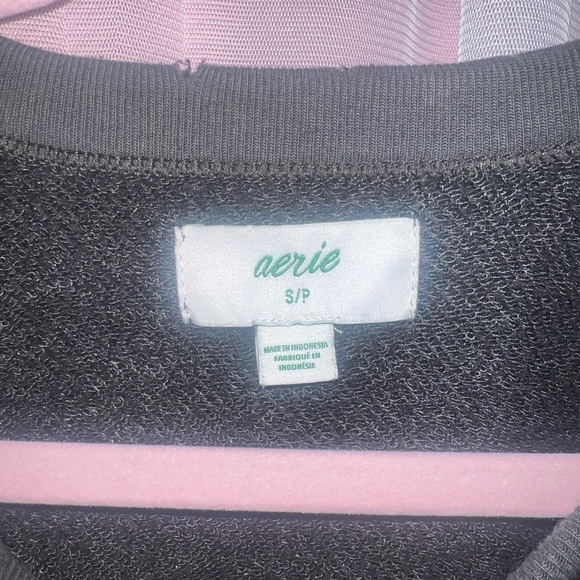 aerie
S/P
MADE IN INDONESIA
FABRIQUÉ EN
INDONÉSIE